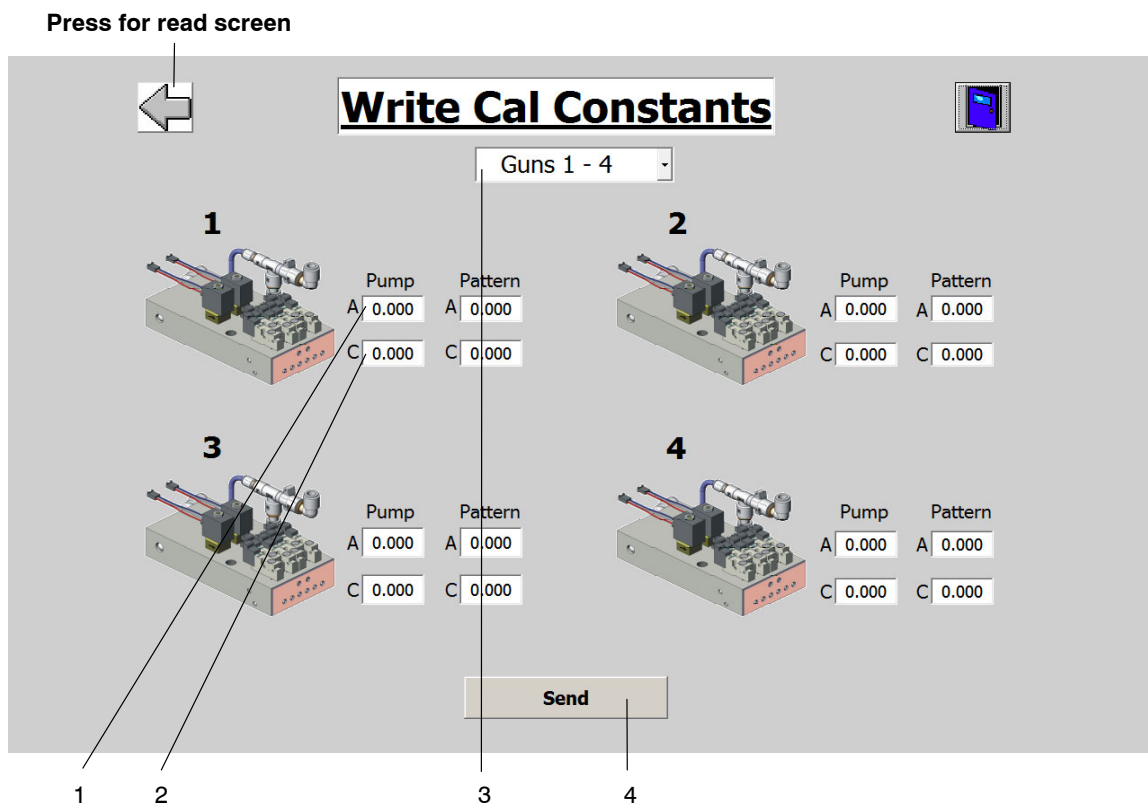 Press for read screen
Write Cal Constants
Guns 1 - 4
1
2
Pump Pattern
Pump Pattern
A 0.000 A 0.000
A 0.000 A 0.000
C 0.000 C 0.000
C 0.000 C 0.000
3
4
Pump Pattern
Pump Pattern
A 0.000 A 0.000
A 0.000 A 0.000
C 0.000 C 0.000
C 0.000 C 0.000
Send
1 2 3 4